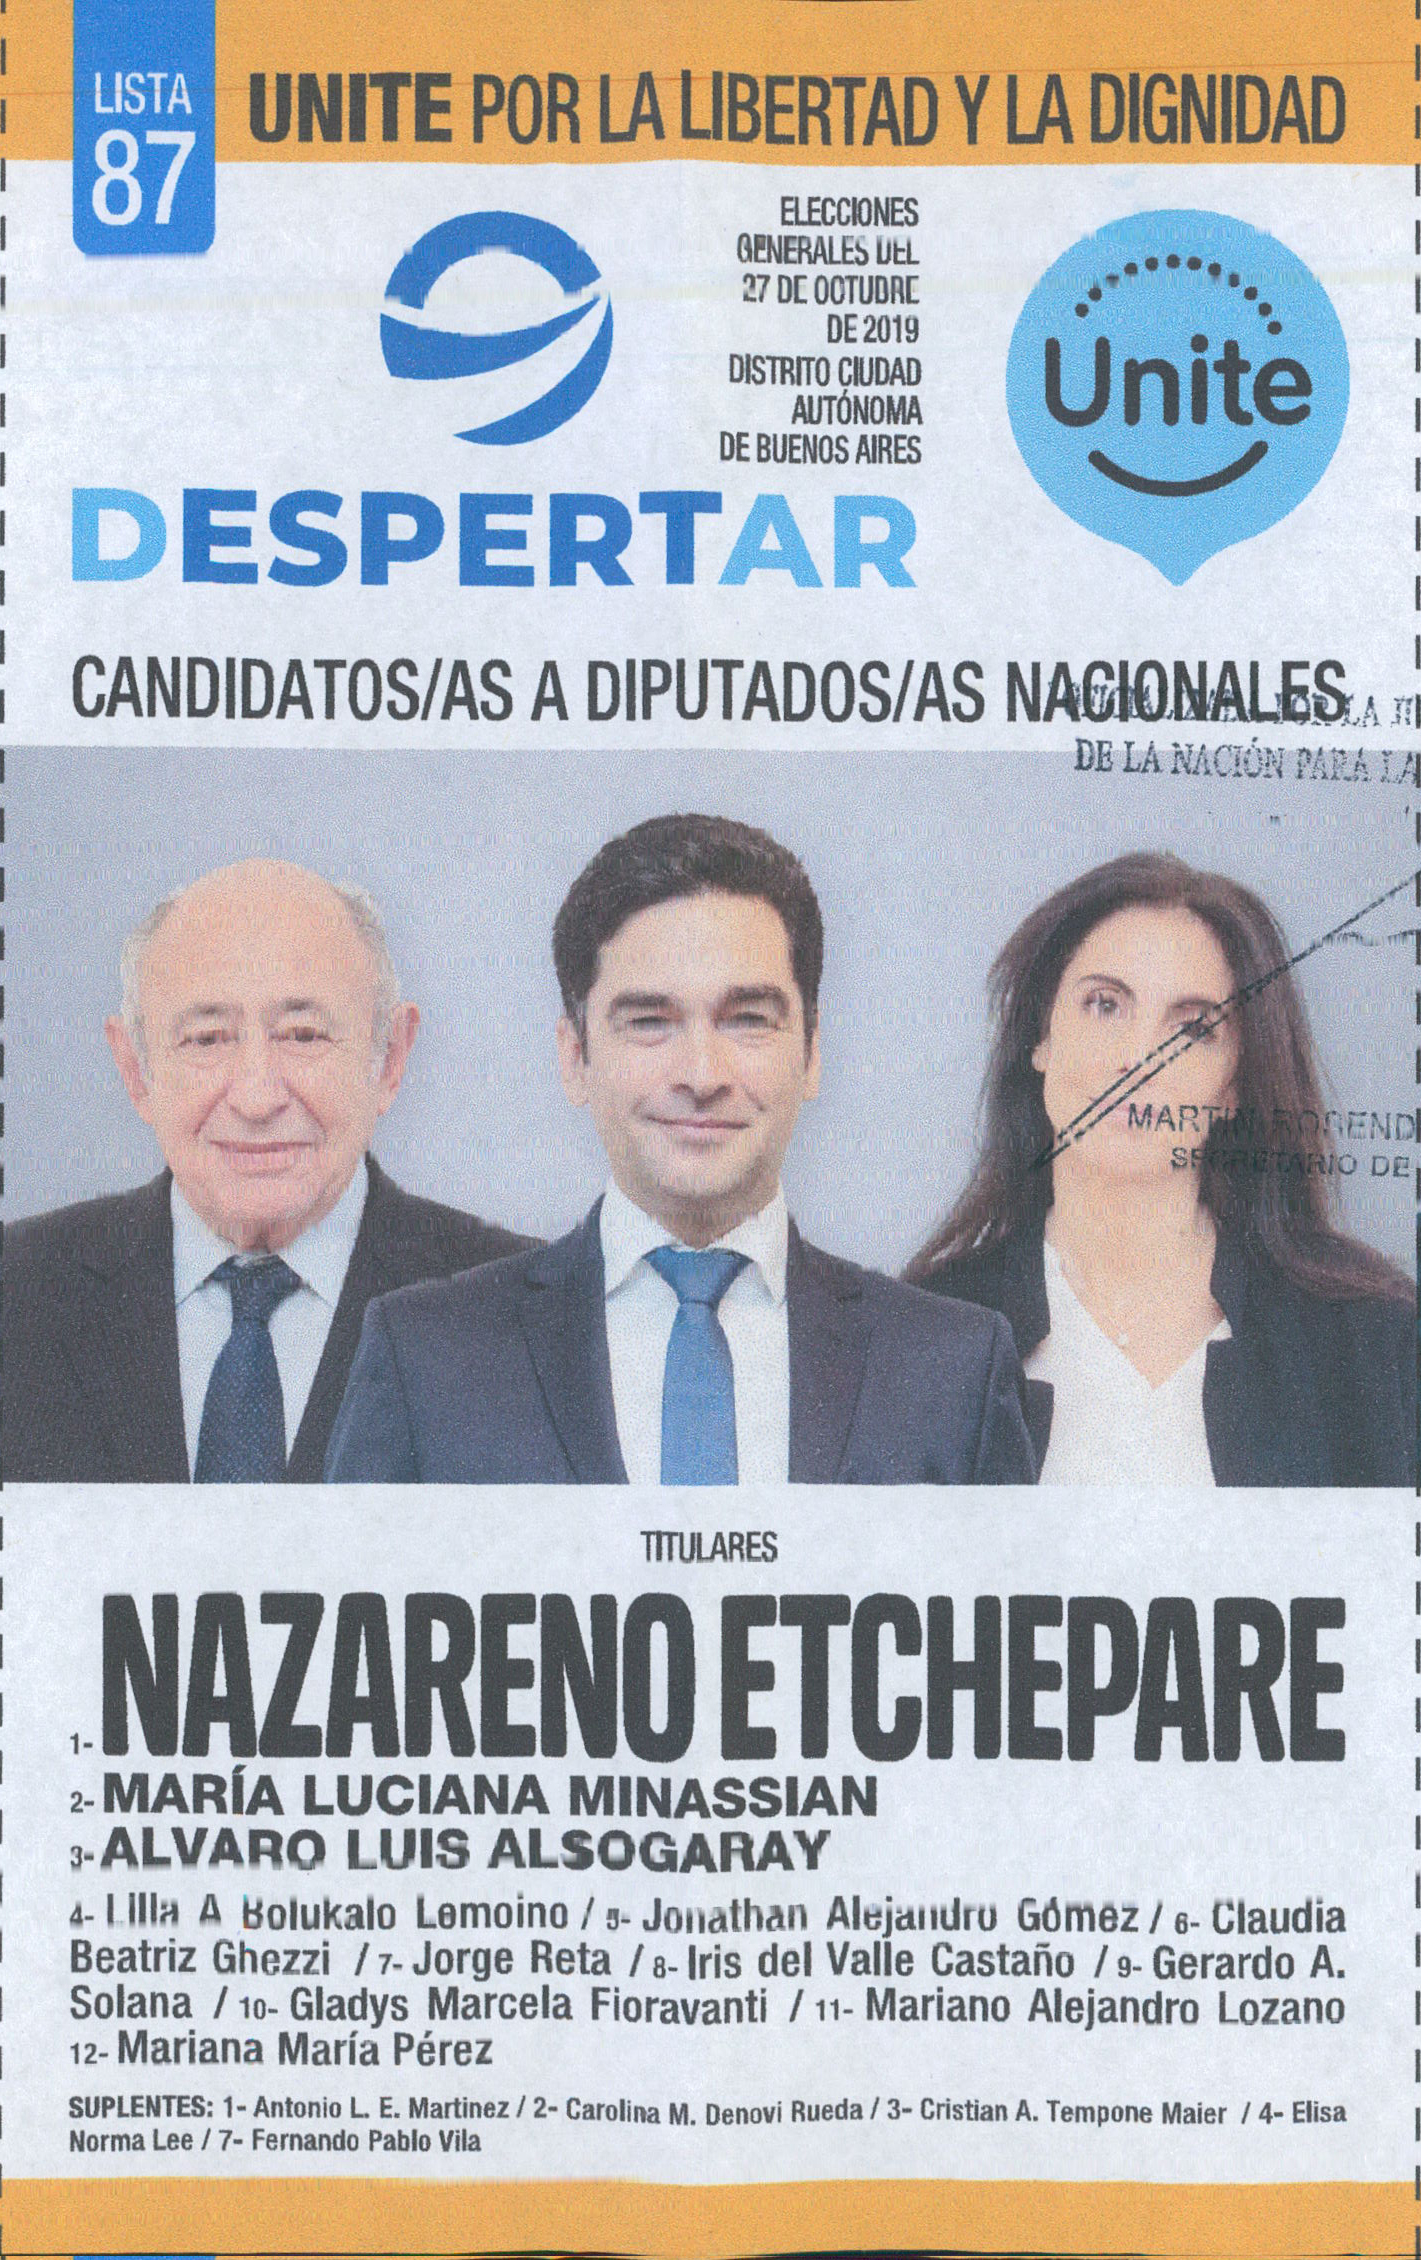 LISTA
87
UNITE POR LA LIBERTAD Y LA DIGNIDAD
ELECCIONES
GENERALES DEL
27 DE OCTUBRE
DE 2019
DISTRITO CIUDAD
AUTÓNOMA
DE BUENOS AIRES
Unite
DESPERTAR
CANDIDATOS/AS A DIPUTADOS/AS NACIONALES
POR LA
DE LA NACIÓN PARA LA
MARTIN
SECRETARIO DE
TITULARES
1- NAZARENO ETCHEPARE
2- MARÍA LUCIANA MINASSIAN
3- ALVARO LUIS ALSOGARAY
4- Lilia A Lemoine / 5- Jonathan Alejandro Gómez / 6- Claudia
Beatriz Ghezzi / 7- Jorge Reta / 8- Iris del Valle Castaño / 9- Gerardo A.
Solana / 10- Gladys Marcela Fioravanti / 11- Mariano Alejandro Lozano
12- Mariana María Pérez
SUPLENTES: 1- Antonio L. E. Martinez / 2- Carolina M. Denovi Rueda / 3- Cristian A. Tempone Maier / 4- Elisa
Norma Lee / 7- Fernando Pablo Vila